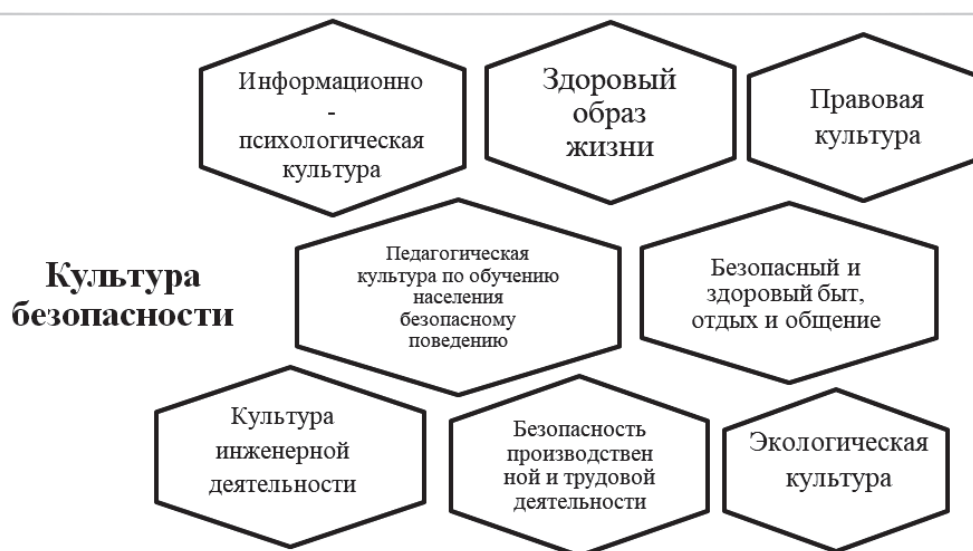 Информационно
-
психологическая
культура
Здоровый
образ
жизни
Правовая
культура
Культура
безопасности
Педагогическая
культура по обучению
населения
безопасному
поведению
Безопасный и
здоровый быт,
отдых и общение
Культура
инженерной
деятельности
Безопасность
производствен
ной и трудовой
деятельности
Экологическая
культура